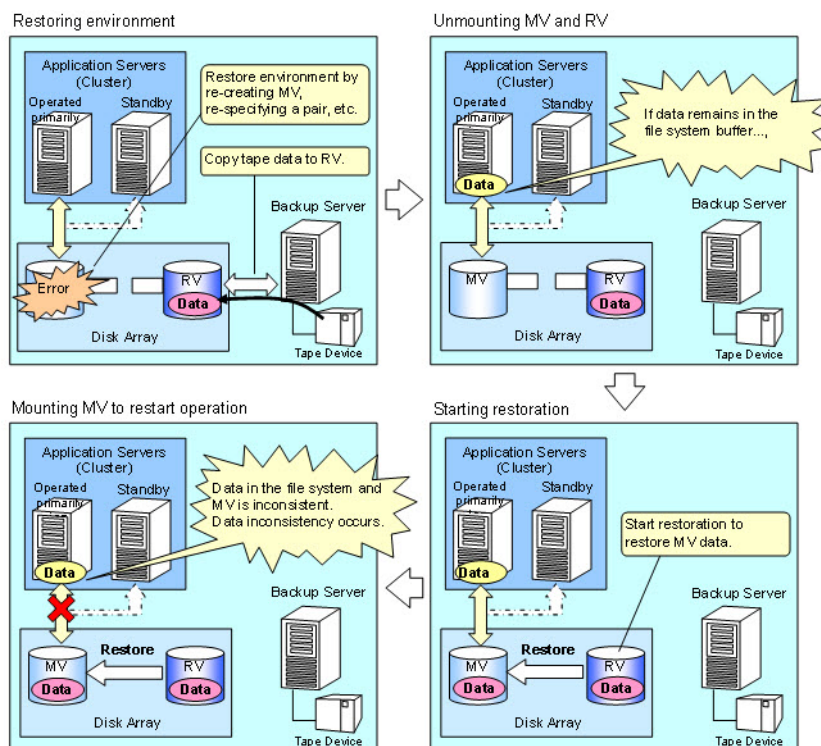 Restoring environment
Application Servers
(Cluster)
Operated
primarily
Standby
Restore environment by
re-creating MV,
re-specifying a pair, etc.
Copy tape data to RV.
Backup Server
Error
RV
Data
Disk Array
Tape Device
Unmounting MV and RV
Application Servers
(Cluster)
Operated
primarily
Standby
If data remains in the
file system buffer...,
Data
Backup Server
MV
RV
Data
Disk Array
Tape Device
Mounting MV to restart operation
Application Servers
(Cluster)
Operated
primarily
Standby
Data in the file system and
MV is inconsistent.
Data inconsistency occurs.
Data
Backup Server
Restore
MV
RV
Data
Data
Disk Array
Tape Device
Starting restoration
Application Servers
(Cluster)
Operated
primarily
Standby
Start restoration to
restore MV data.
Data
Backup Server
Restore
MV
RV
Data
Data
Disk Array
Tape Device